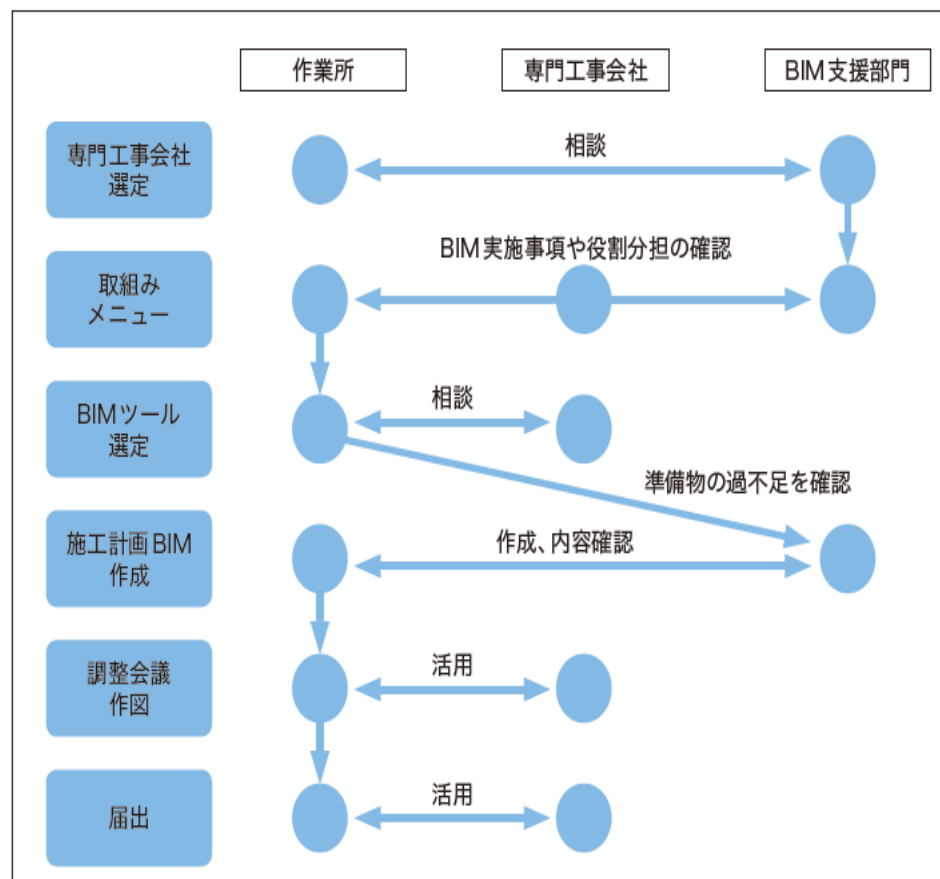 作業所
専門工事会社
BIM支援部門
専門工事会社
選定
相談
取組み
メニュー
BIM実施事項や役割分担の確認
BIMツール
選定
相談
準備物の過不足を確認
施工計画BIM
作成
作成、内容確認
調整会議
作図
活用
届出
活用